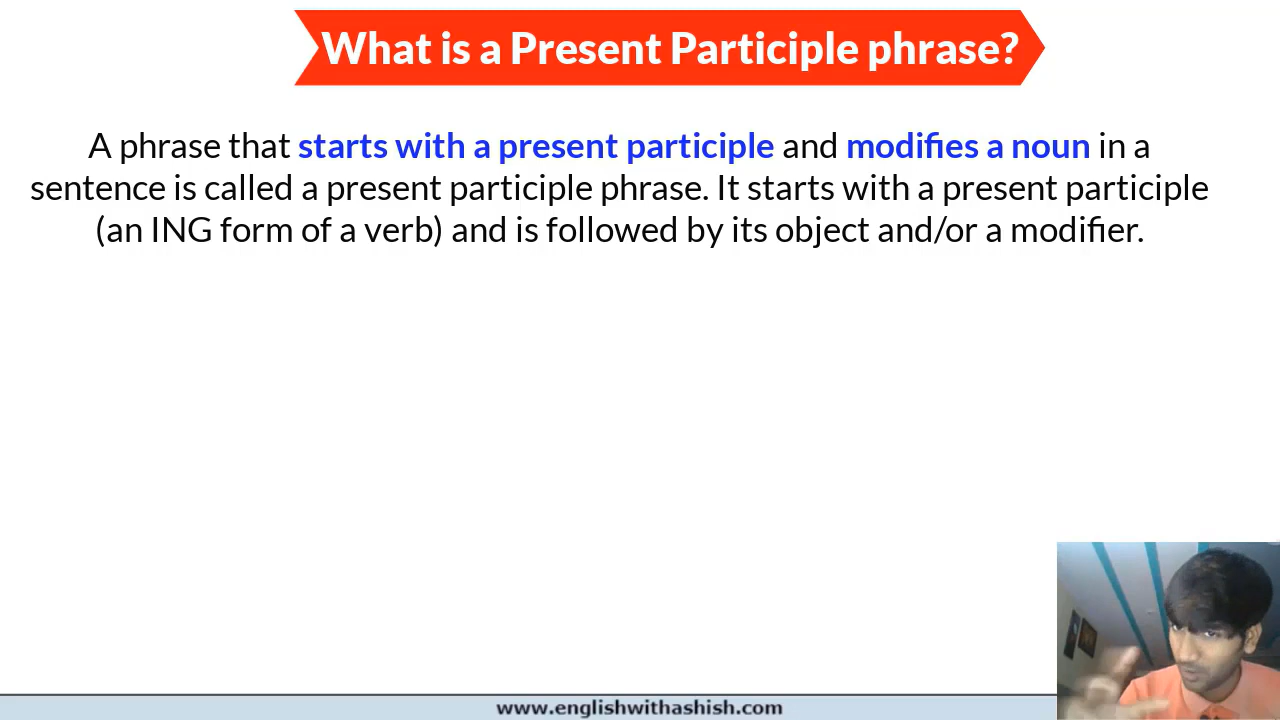 What is a Present Participle phrase?
A phrase that starts with a present participle and modifies a noun in a
sentence is called a present participle phrase. It starts with a present participle
(an ING form of a verb) and is followed by its object and/or a modifier.
www.englishwithashish.com